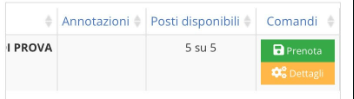 Annotazioni Posti disponibili Comandi
I PROVA 5 su 5 Prenota
Dettagli